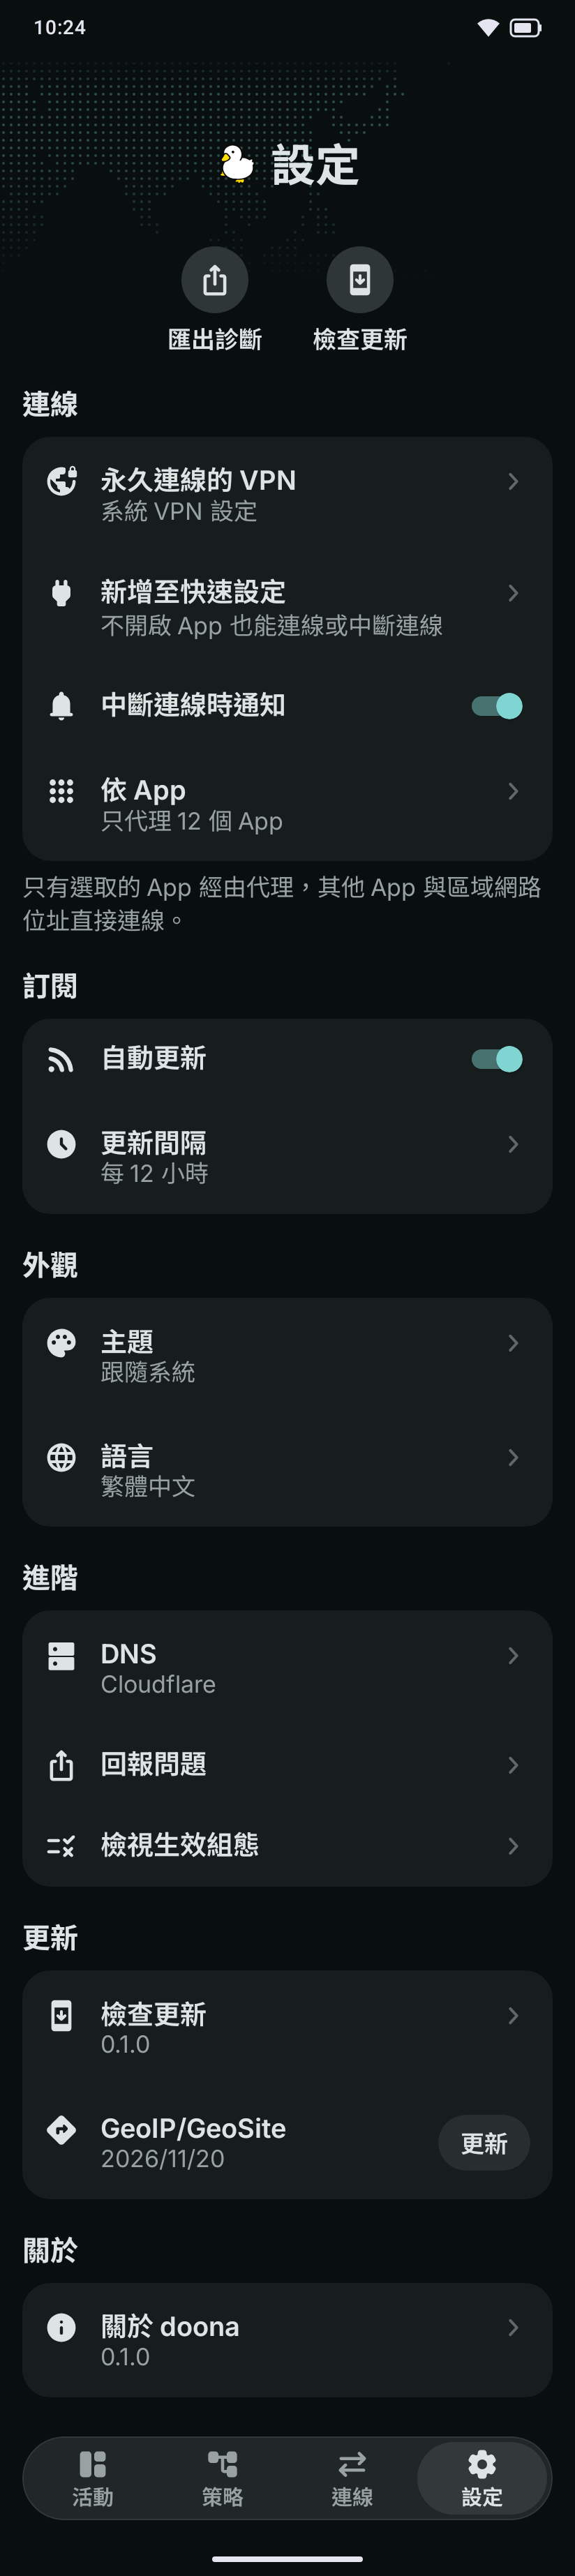 10:24
設定
匯出診斷
檢查更新
連線
永久連線的 VPN
系統 VPN 設定
新增至快速設定
不開啟 App 也能連線或中斷連線
中斷連線時通知
依 App
只代理 12 個 App
只有選取的 App 經由代理，其他 App 與區域網路
位址直接連線。
訂閱
自動更新
更新間隔
每 12 小時
外觀
主題
跟隨系統
語言
繁體中文
進階
DNS
Cloudflare
回報問題
檢視生效組態
更新
檢查更新
0.1.0
GeoIP/GeoSite
2026/11/20
更新
關於
關於 doona
0.1.0
活動
策略
連線
設定